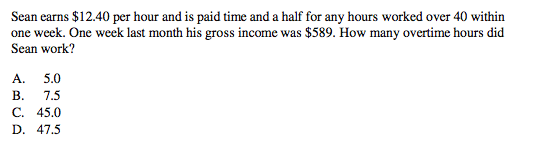 Sean earns $12.40 per hour and is paid time and a half for any hours worked over 40 within
one week. One week last month his gross income was $589. How many overtime hours did
Sean work?
A. 5.0
B. 7.5
C. 45.0
D. 47.5